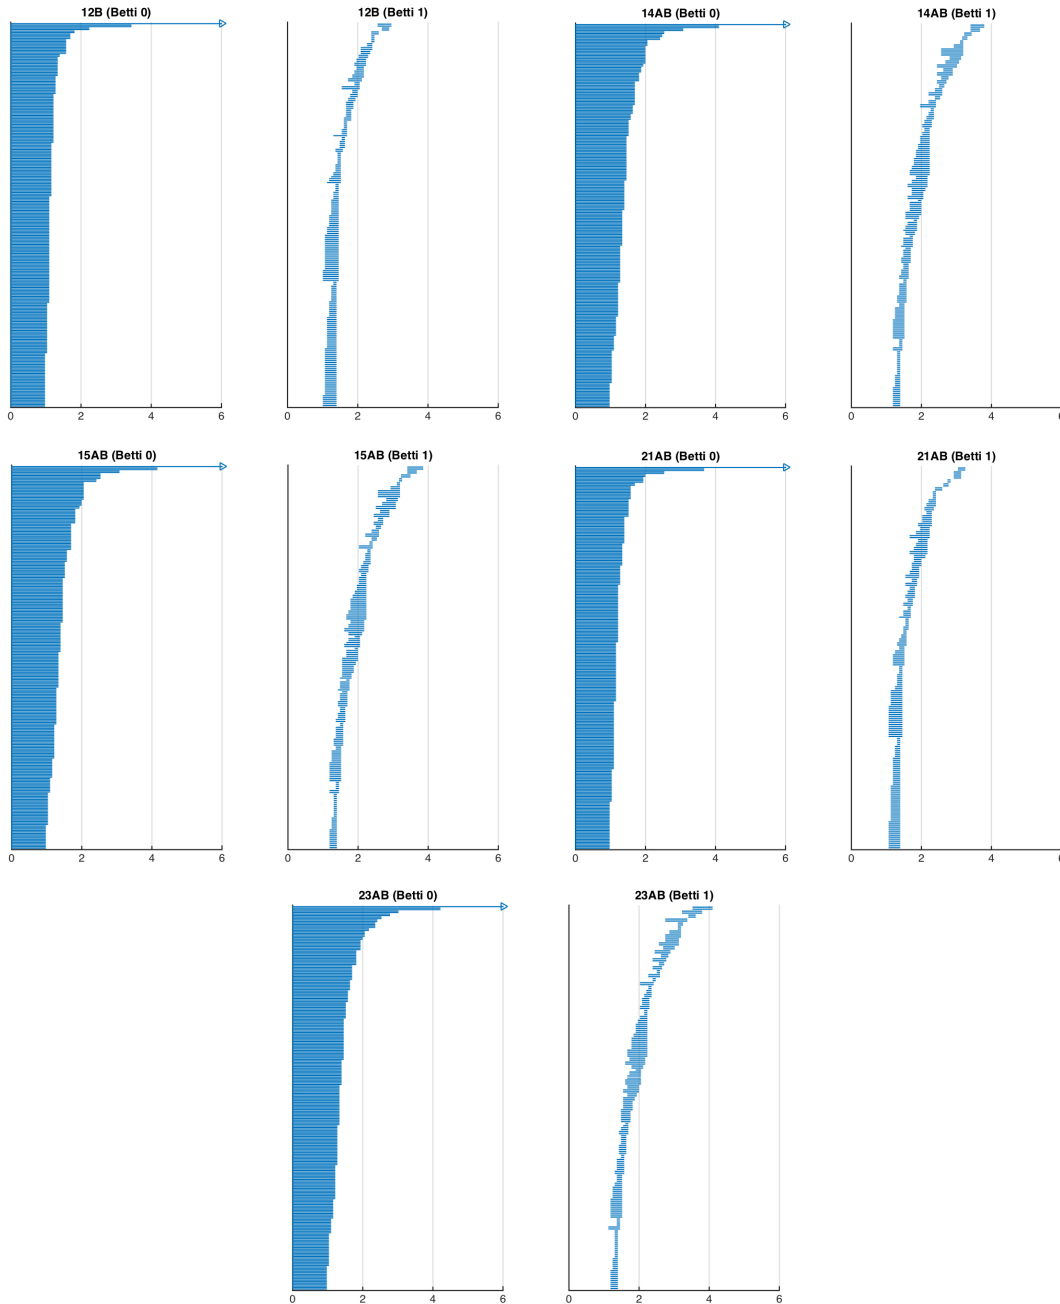 12B (Betti 0) 12B (Betti 1) 14AB (Betti 0) 14AB (Betti 1)
0 2 4 6 0 2 4 6 0 2 4 6 0 2 4 6
15AB (Betti 0) 15AB (Betti 1) 21AB (Betti 0) 21AB (Betti 1)
0 2 4 6 0 2 4 6 0 2 4 6 0 2 4 6
23AB (Betti 0) 23AB (Betti 1)
0 2 4 6 0 2 4 6